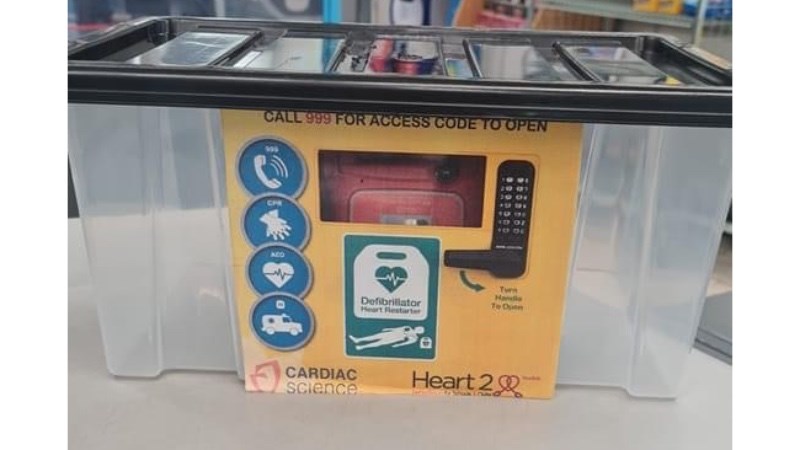 CALL 999 FOR ACCESS CODE TO OPEN
999
CPR
AED
Turn
Handle
To Open
Defibrillator
Heart Restarter
CARDIAC
science
Heart 2